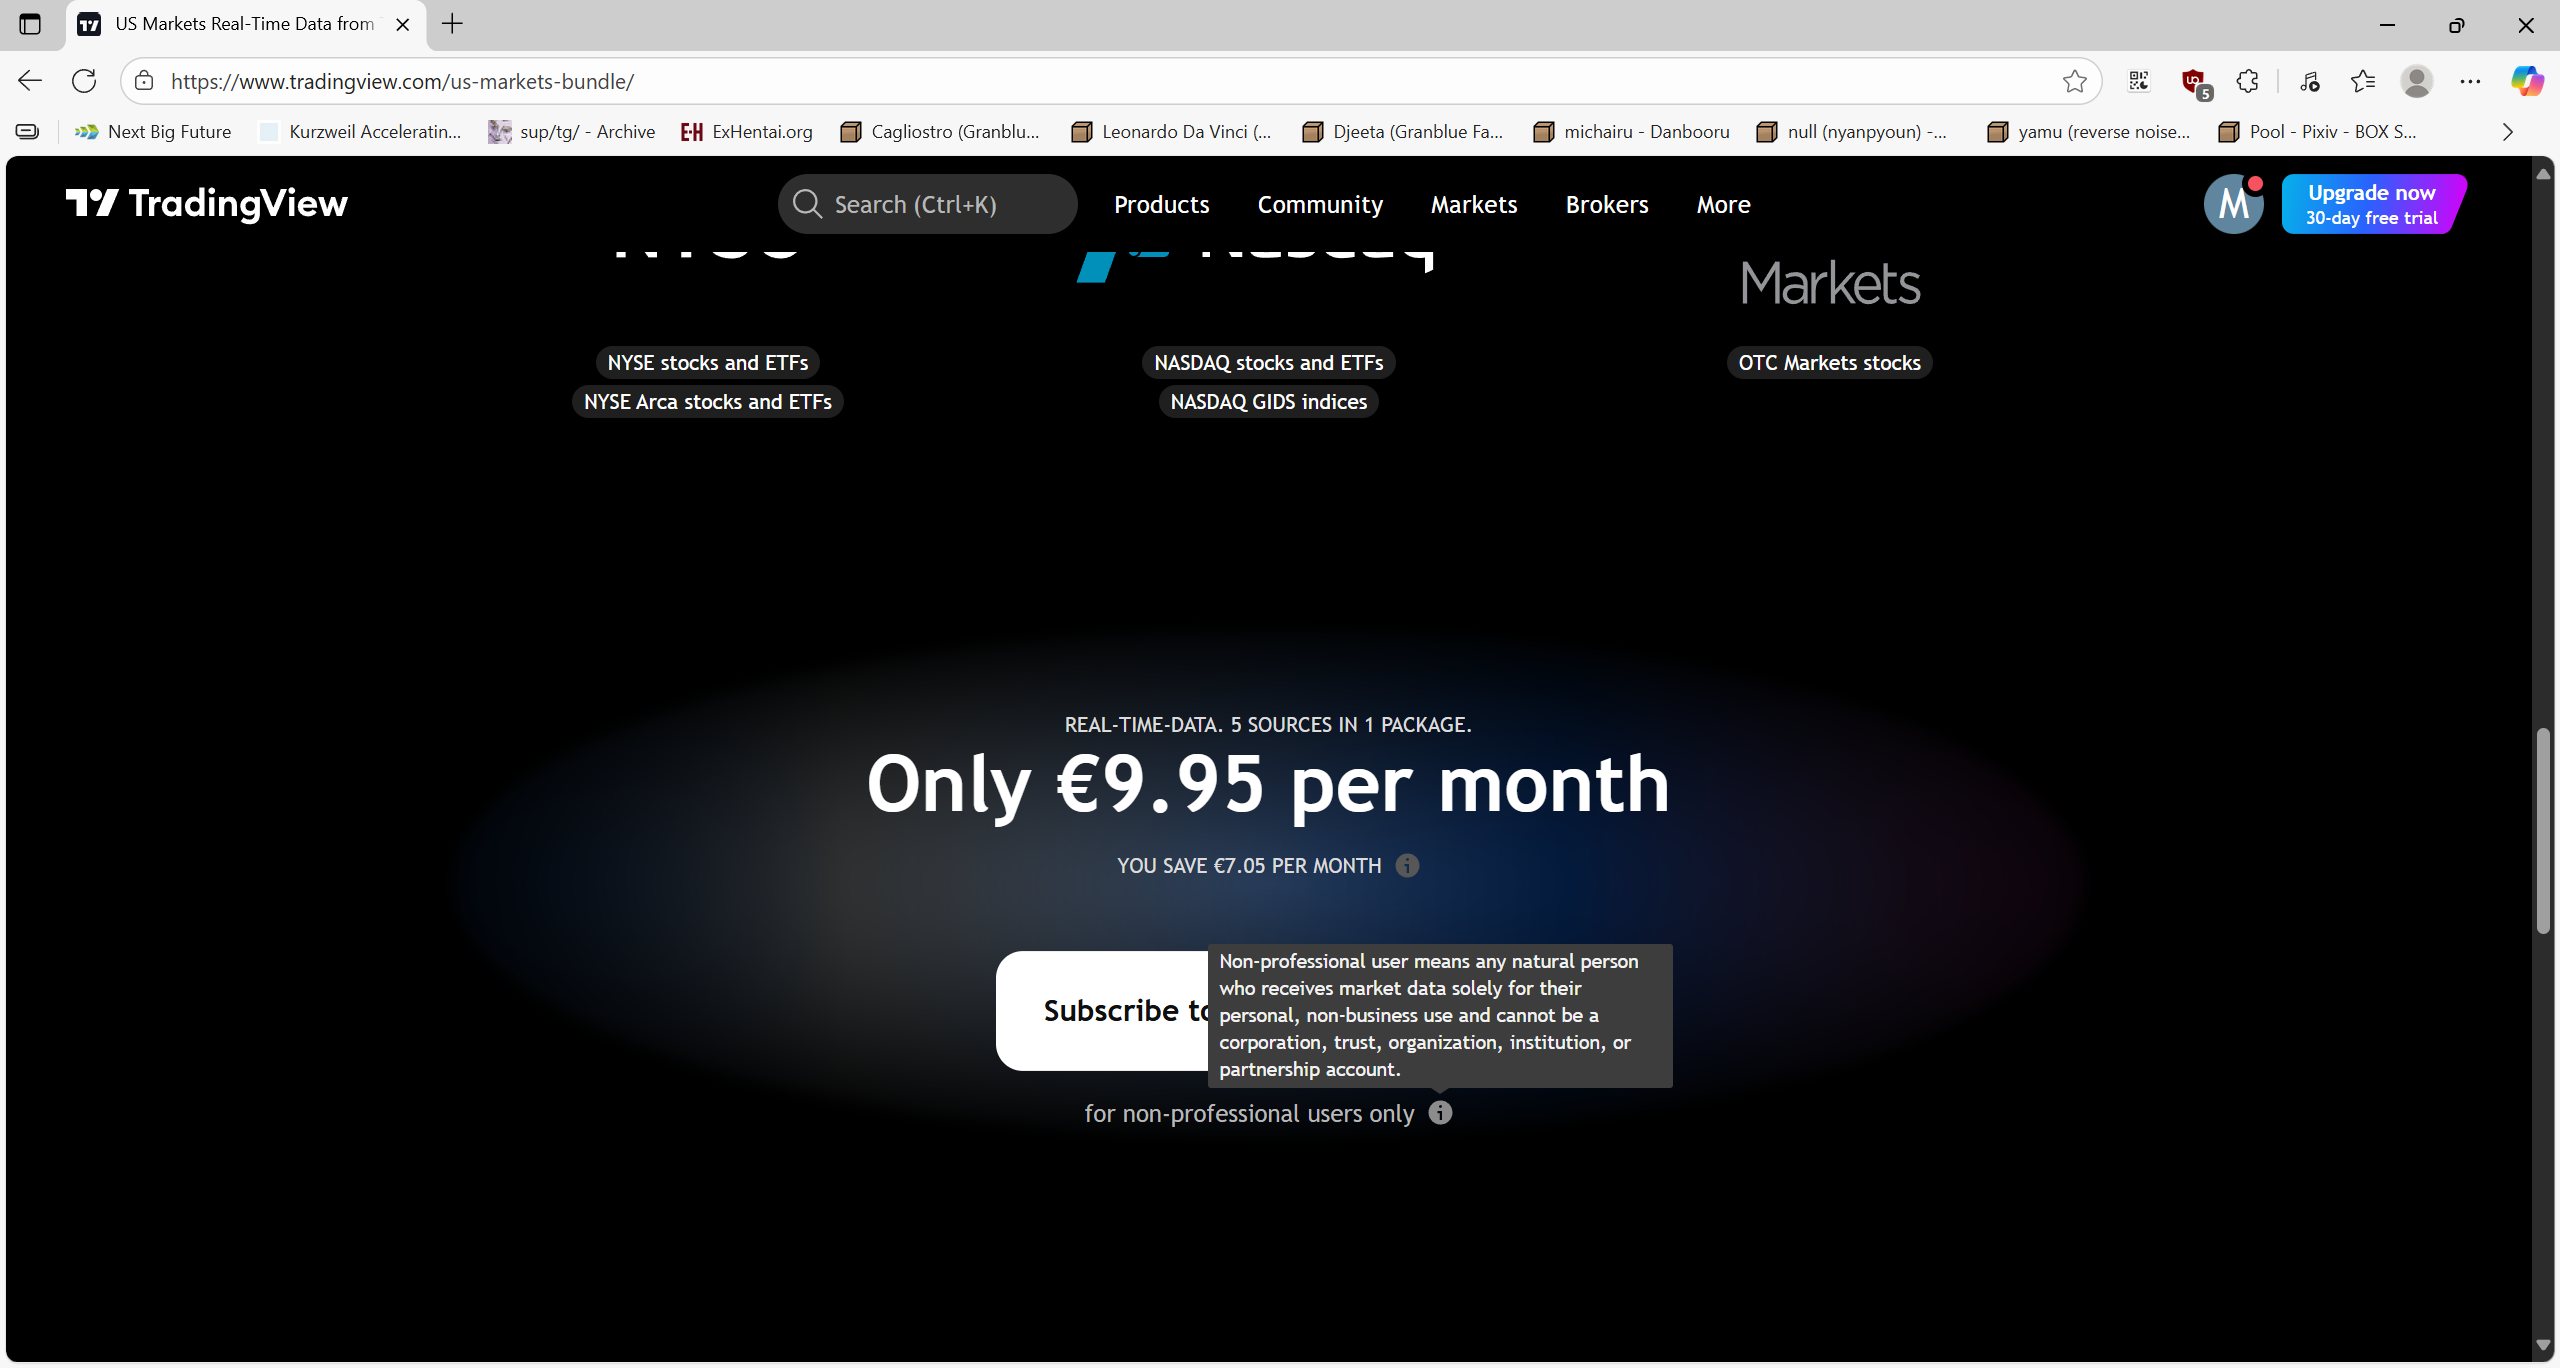 US Markets Real-Time Data from
https://www.tradingview.com/us-markets-bundle/
5
Next Big Future
Kurzweil Acceleratin...
sup/tg/ - Archive
E-H ExHentai.org
Cagliostro (Granblu...
Leonardo Da Vinci (...
Djeeta (Granblue Fa...
michairu - Danbooru
null (nyanpyoun) -...
yamu (reverse noise...
Pool - Pixiv - BOX S...
TradingView
Search (Ctrl+K)
Products
Community
Markets
Brokers
More
M
Upgrade now
30-day free trial
Markets
NYSE stocks and ETFs
NYSE Arca stocks and ETFs
NASDAQ stocks and ETFs
NASDAQ GIDS indices
OTC Markets stocks
REAL-TIME-DATA. 5 SOURCES IN 1 PACKAGE.
Only €9.95 per month
YOU SAVE €7.05 PER MONTH
Subscribe to
Non-professional user means any natural person
who receives market data solely for their
personal, non-business use and cannot be a
corporation, trust, organization, institution, or
partnership account.
for non-professional users only